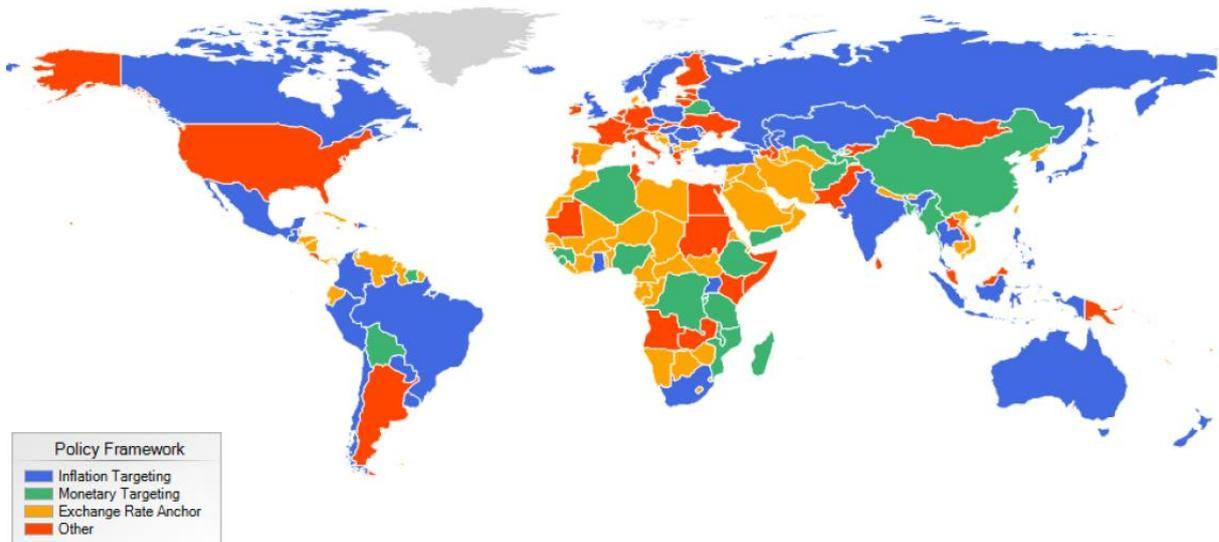 Policy Framework
Inflation Targeting
Monetary Targeting
Exchange Rate Anchor
Other